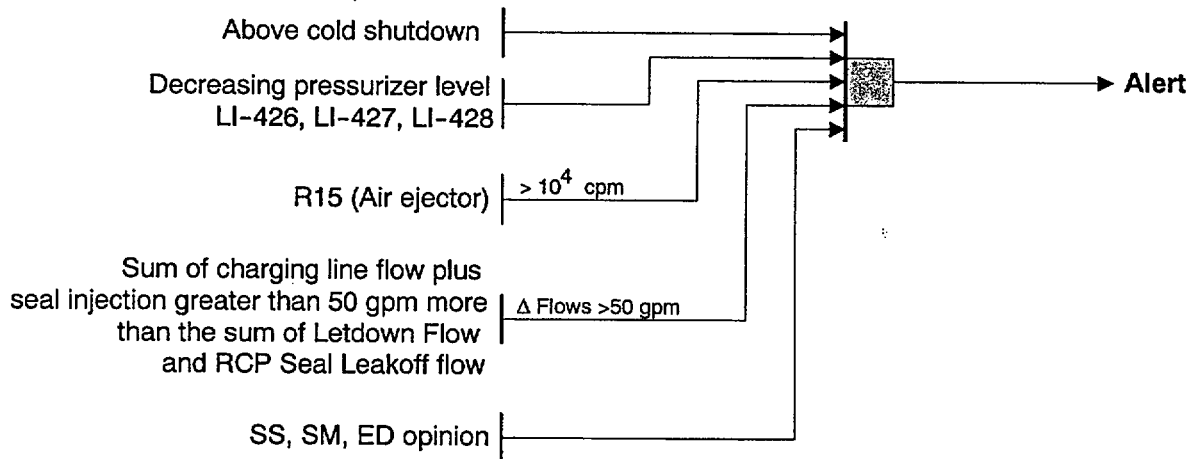 Above cold shutdown
Decreasing pressurizer level
LI-426, LI-427, LI-428
R15 (Air ejector)
> 10^4 cpm
Sum of charging line flow plus
seal injection greater than 50 gpm more
than the sum of Letdown Flow
and RCP Seal Leakoff flow
Δ Flows >50 gpm
SS, SM, ED opinion
Alert